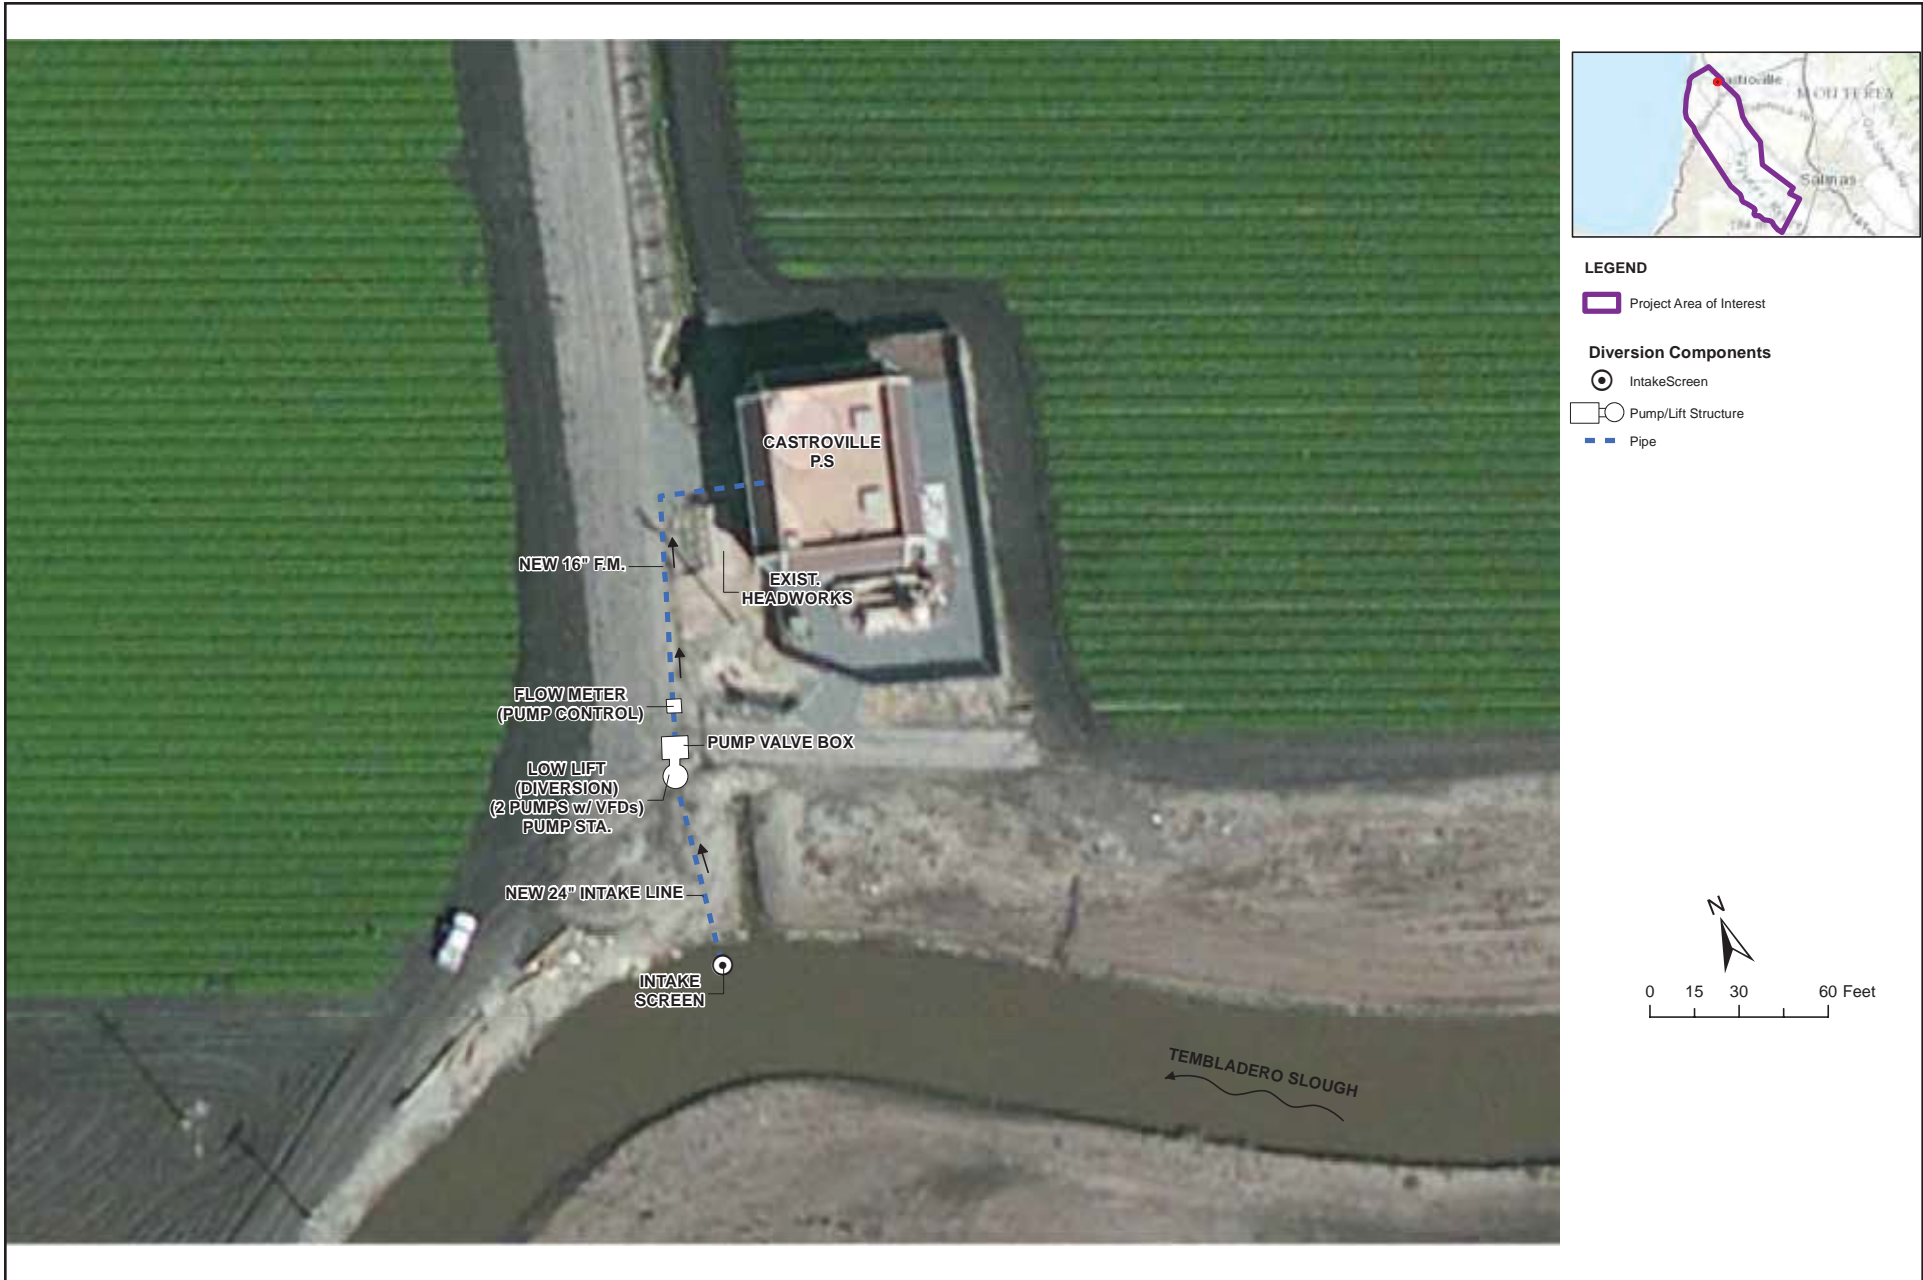 CASTROVILLE
P.S
NEW 16" F.M.
EXIST.
HEADWORKS
FLOW METER
(PUMP CONTROL)
PUMP VALVE BOX
LOW LIFT
(DIVERSION)
(2 PUMPS w/ VFDs)
PUMP STA.
NEW 24" INTAKE LINE
INTAKE
SCREEN
TEMBLADERO SLOUGH
MONTEREY
Salinas
LEGEND
Project Area of Interest
Diversion Components
IntakeScreen
Pump/Lift Structure
Pipe
N
0 15 30 60 Feet